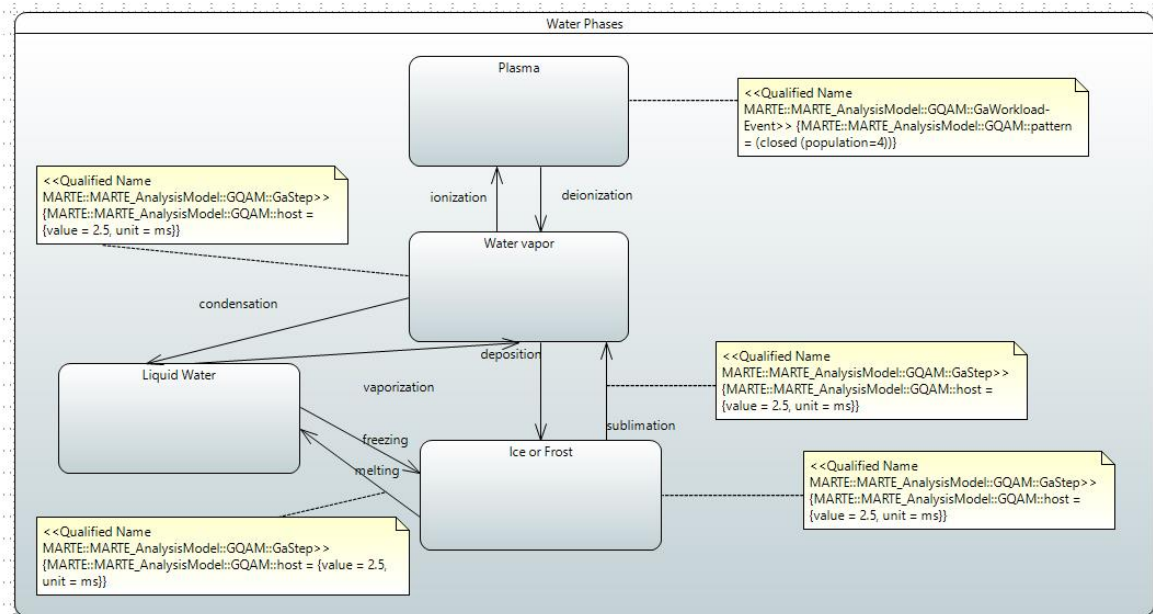 Water Phases
Plasma
<<Qualified Name
MARTE::MARTE_AnalysisModel::GQAM::GaWorkload-
Event>> {MARTE::MARTE_AnalysisModel::GQAM::pattern
= (closed (population=4))}
<<Qualified Name
MARTE::MARTE_AnalysisModel::GQAM::GaStep>>
{MARTE::MARTE_AnalysisModel::GQAM::host =
{value = 2.5, unit = ms}}
ionization
deionization
Water vapor
condensation
deposition
Liquid Water
vaporization
<<Qualified Name
MARTE::MARTE_AnalysisModel::GQAM::GaStep>>
{MARTE::MARTE_AnalysisModel::GQAM::host =
{value = 2.5, unit = ms}}
freezing
sublimation
melting
Ice or Frost
<<Qualified Name
MARTE::MARTE_AnalysisModel::GQAM::GaStep>>
{MARTE::MARTE_AnalysisModel::GQAM::host =
{value = 2.5, unit = ms}}
<<Qualified Name
MARTE::MARTE_AnalysisModel::GQAM::GaStep>>
{MARTE::MARTE_AnalysisModel::GQAM::host = {value = 2.5,
unit = ms}}